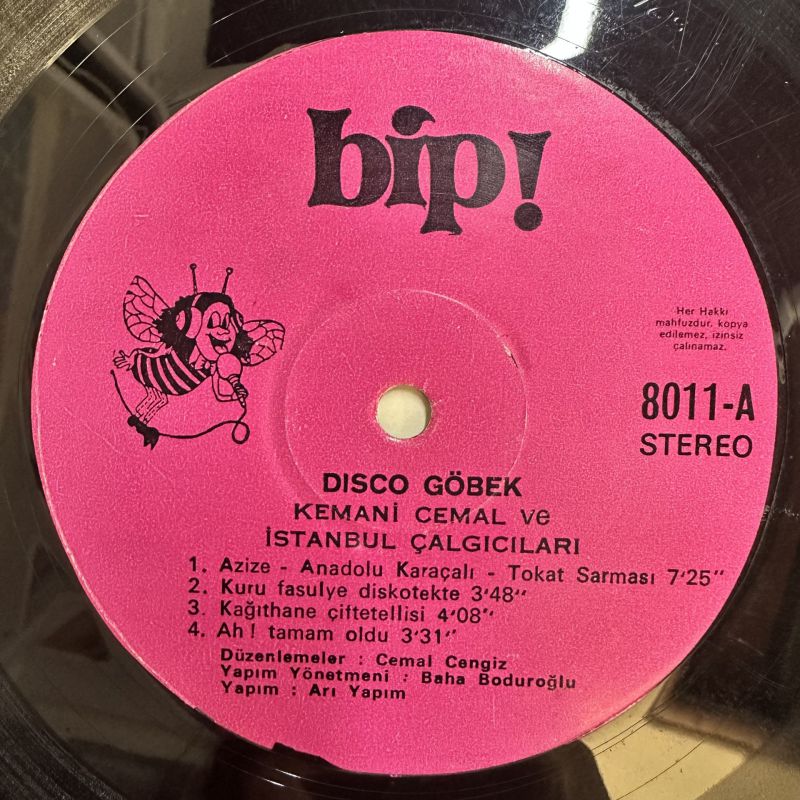 bip!
Her Hakkı
mahfuzdur. kopya
edilemez, izinsiz
çalınamaz.
8011-A
STEREO
DISCO GÖBEK
KEMANİ CEMAL ve
İSTANBUL ÇALGICILARI
1. Azize - Anadolu Karaçalı - Tokat Sarması 7'25"
2. Kuru fasulye diskotekte 3'48"
3. Kağıthane çiftetellisi 4'08"
4. Ah! tamam oldu 3'31"
Düzenlemeler : Cemal Cengiz
Yapım Yönetmeni : Baha Boduroğlu
Yapım : Arı Yapım